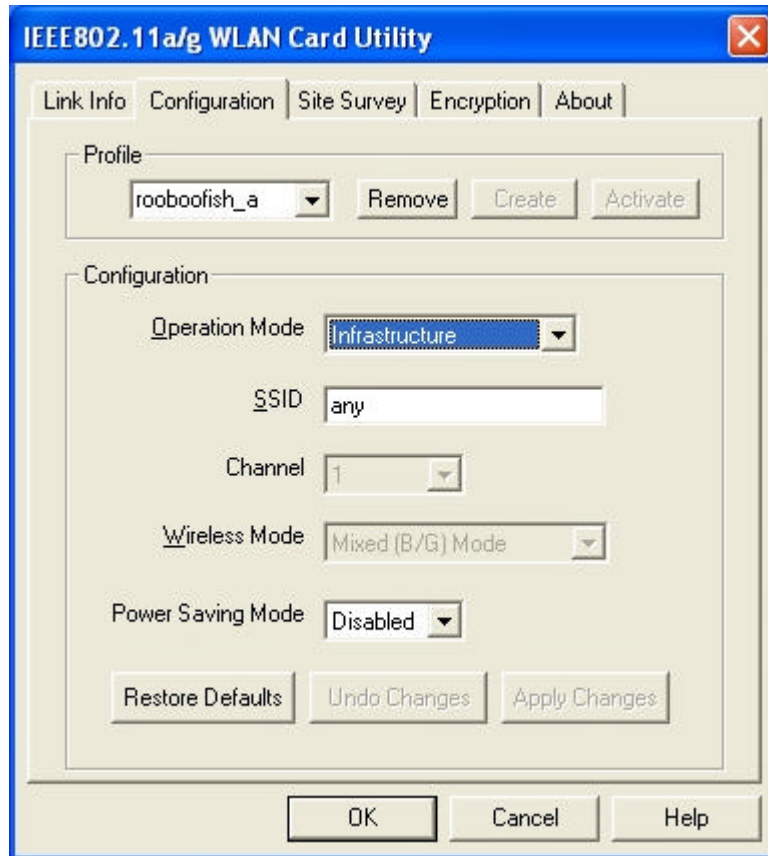 IEEE802.11a/g WLAN Card Utility
Link Info Configuration Site Survey Encryption About
Profile
rooboofish_a Remove Create Activate
Configuration
Operation Mode Infrastructure
SSID any
Channel 1
Wireless Mode Mixed (B/G) Mode
Power Saving Mode Disabled
Restore Defaults Undo Changes Apply Changes
OK Cancel Help